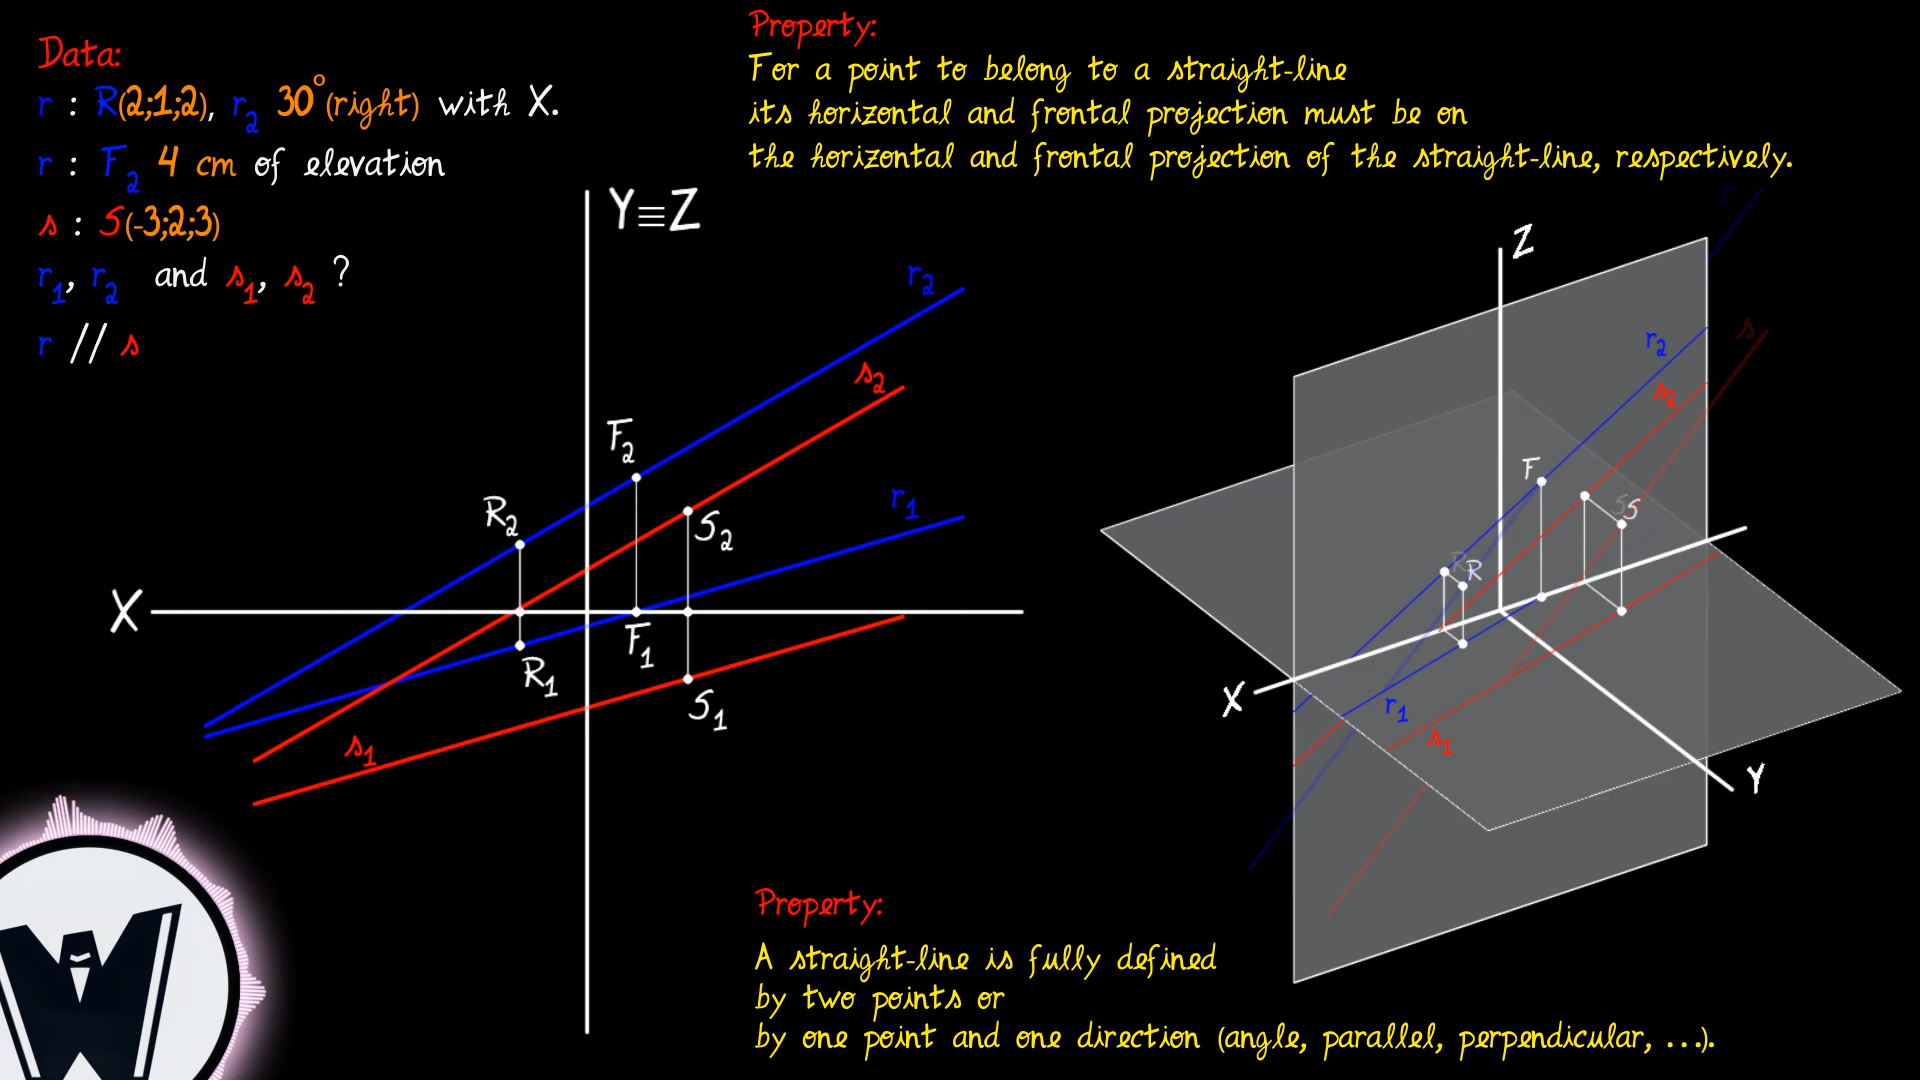 Data:
r : R(2;1;2), r2 30°(right) with X.
r : F2 4 cm of elevation
s : S(-3;2;3)
r1, r2 and s1, s2 ?
r // s
Property:
For a point to belong to a straight-line
its horizontal and frontal projection must be on
the horizontal and frontal projection of the straight-line, respectively.
Y≡Z
r2
s2
F2
r1
R2
S2
X
F1
R1
S1
s1
r
Z
s
r2
s2
F
S
S
R
R
X
r1
s1
Y
Property:
A straight-line is fully defined
by two points or
by one point and one direction (angle, parallel, perpendicular, ...).